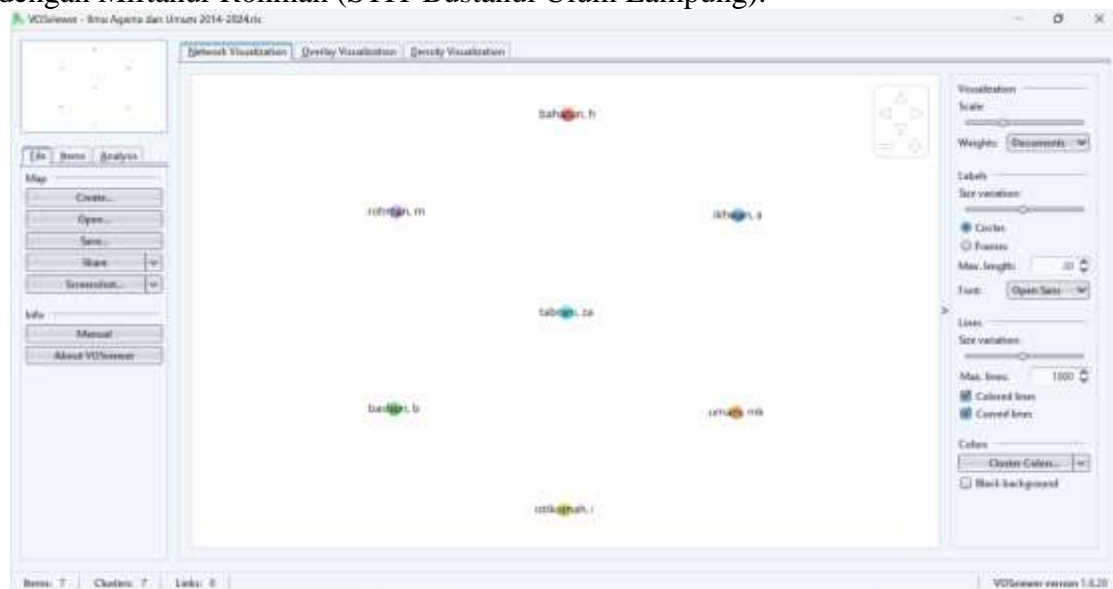 dengan Miftahul Rohman (STIT Bustanul Ulum Lampung).
VOSviewer - Ilmu Agama dan Umum 2014-2024.ris
Network Visualization
Overlay Visualization
Density Visualization
File
Items
Analysis
Map
Create...
Open...
Save...
Share
Screenshot...
Info
Manual
About VOSviewer
baharun, h
rohman, m
ikhwan, a
tabrani, za
basyari, b
umam, mk
istikomah, i
Visualization
Scale:
Weights: Documents
Labels
Size variation:
Circles
Frames
Max. length: 30
Font: Open Sans
Lines
Size variation:
Max. lines: 1000
Colored lines
Curved lines
Colors
Cluster Colors...
Black background
Items: 7
Clusters: 7
Links: 0
VOSviewer version 1.6.20